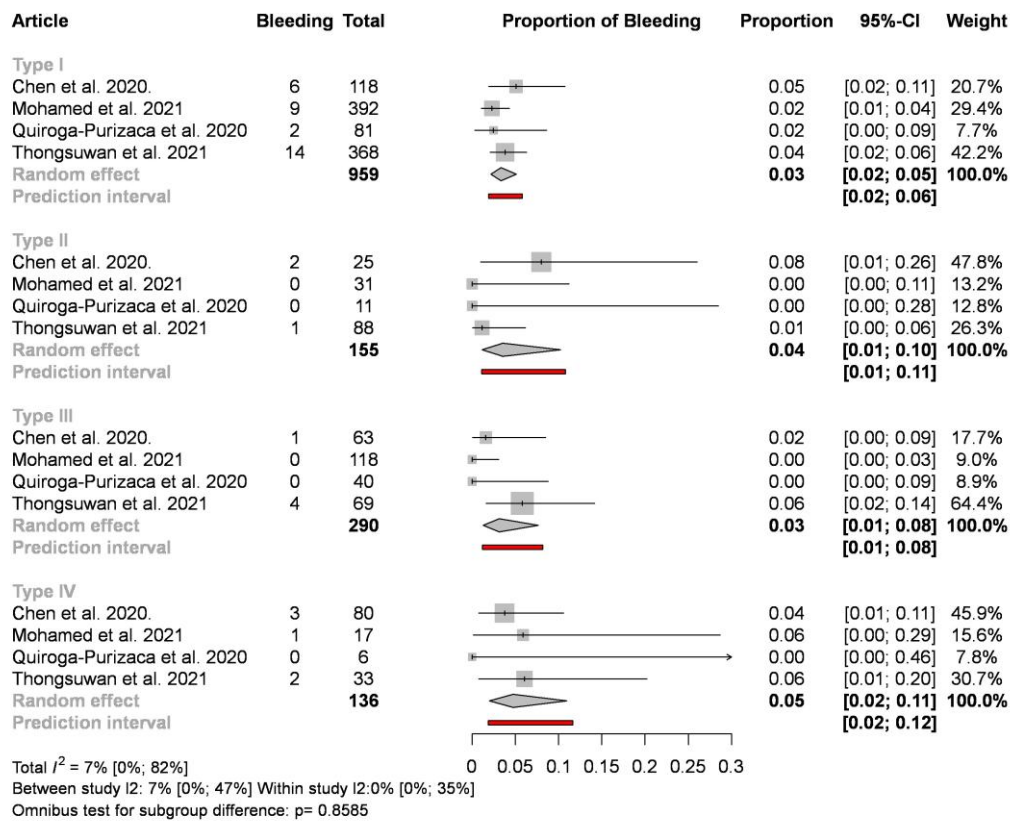 Article Bleeding Total Proportion of Bleeding Proportion 95%-CI Weight
Type I
Chen et al. 2020. 6 118 0.05 [0.02; 0.11] 20.7%
Mohamed et al. 2021 9 392 0.02 [0.01; 0.04] 29.4%
Quiroga-Purizaca et al. 2020 2 81 0.02 [0.00; 0.09] 7.7%
Thongsuwan et al. 2021 14 368 0.04 [0.02; 0.06] 42.2%
Random effect 959 0.03 [0.02; 0.05] 100.0%
Prediction interval [0.02; 0.06]
Type II
Chen et al. 2020. 2 25 0.08 [0.01; 0.26] 47.8%
Mohamed et al. 2021 0 31 0.00 [0.00; 0.11] 13.2%
Quiroga-Purizaca et al. 2020 0 11 0.00 [0.00; 0.28] 12.8%
Thongsuwan et al. 2021 1 88 0.01 [0.00; 0.06] 26.3%
Random effect 155 0.04 [0.01; 0.10] 100.0%
Prediction interval [0.01; 0.11]
Type III
Chen et al. 2020. 1 63 0.02 [0.00; 0.09] 17.7%
Mohamed et al. 2021 0 118 0.00 [0.00; 0.03] 9.0%
Quiroga-Purizaca et al. 2020 0 40 0.00 [0.00; 0.09] 8.9%
Thongsuwan et al. 2021 4 69 0.06 [0.02; 0.14] 64.4%
Random effect 290 0.03 [0.01; 0.08] 100.0%
Prediction interval [0.01; 0.08]
Type IV
Chen et al. 2020. 3 80 0.04 [0.01; 0.11] 45.9%
Mohamed et al. 2021 1 17 0.06 [0.00; 0.29] 15.6%
Quiroga-Purizaca et al. 2020 0 6 0.00 [0.00; 0.46] 7.8%
Thongsuwan et al. 2021 2 33 0.06 [0.01; 0.20] 30.7%
Random effect 136 0.05 [0.02; 0.11] 100.0%
Prediction interval [0.02; 0.12]
0 0.05 0.1 0.15 0.2 0.25 0.3
Total I² = 7% [0%; 82%]
Between study I2: 7% [0%; 47%] Within study I2:0% [0%; 35%]
Omnibus test for subgroup difference: p= 0.8585